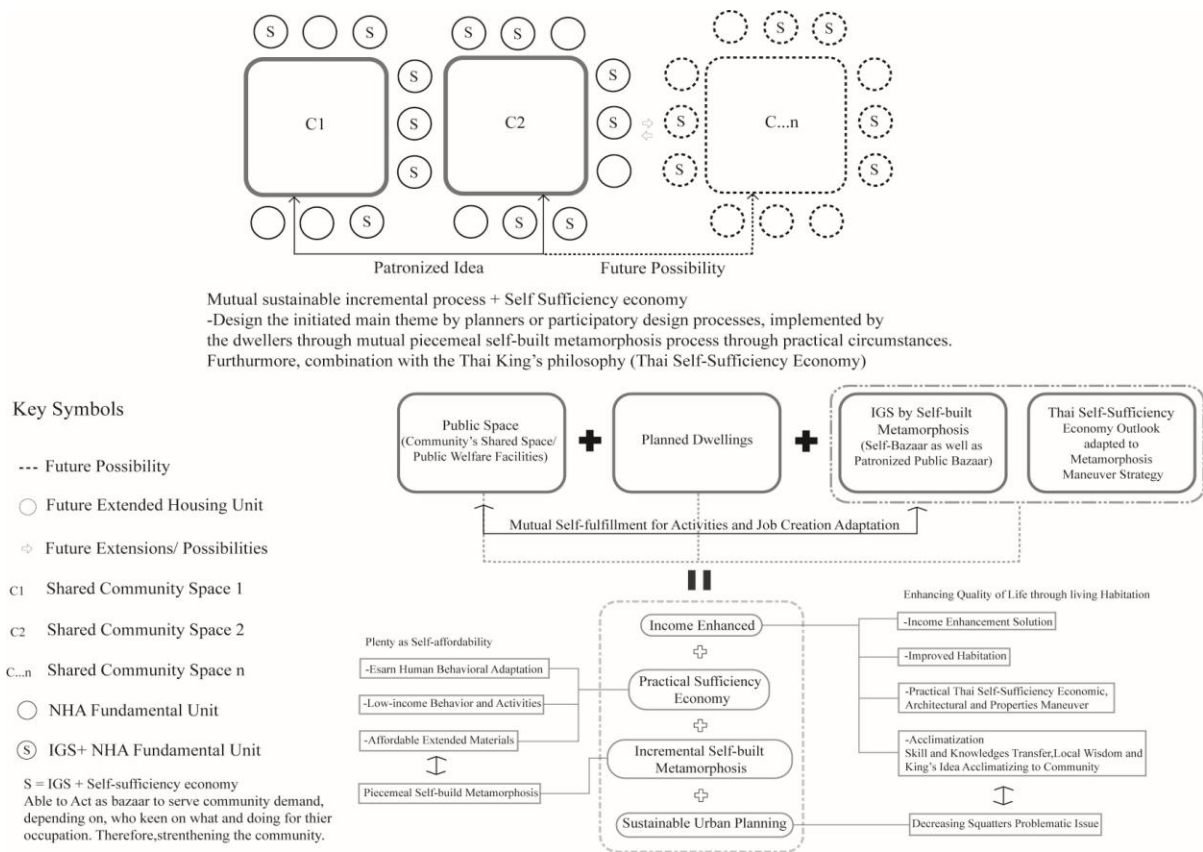 S
S
S
S
S
S
S
C1
S
C2
S
S
C...n
S
S
S
S
S
S
S
S
Patronized Idea
Future Possibility
Mutual sustainable incremental process + Self Sufficiency economy
-Design the initiated main theme by planners or participatory design processes, implemented by
the dwellers through mutual piecemeal self-built metamorphosis process through practical circumstances.
Furthmore, combination with the Thai King's philosophy (Thai Self-Sufficiency Economy)
Key Symbols
Future Possibility
Future Extended Housing Unit
Future Extensions/ Possibilities
C1 Shared Community Space 1
C2 Shared Community Space 2
C...n Shared Community Space n
NHA Fundamental Unit
S IGS+ NHA Fundamental Unit
S = IGS + Self-sufficiency economy
Able to Act as bazaar to serve community demand,
depending on, who keen on what and doing for thier
occupation. Therefore,strenthening the community.
Public Space
(Community's Shared Space/
Public Welfare Facilities)
Planned Dwellings
IGS by Self-built
Metamorphosis
(Self-Bazaar as well as
Patronized Public Bazaar)
Thai Self-Sufficiency
Economy Outlook
adapted to
Metamorphosis
Maneuver Strategy
Mutual Self-fulfillment for Activities and Job Creation Adaptation
Plenty as Self-affordability
-Esarn Human Behavioral Adaptation
-Low-income Behavior and Activities
-Affordable Extended Materials
Piecemeal Self-build Metamorphosis
Income Enhanced
Practical Sufficiency
Economy
Incremental Self-built
Metamorphosis
Sustainable Urban Planning
Enhancing Quality of Life through living Habitation
-Income Enhancement Solution
-Improved Habitation
-Practical Thai Self-Sufficiency Economic,
Architectural and Properties Maneuver
-Acclimatization
Skill and Knowledges Transfer,Local Wisdom and
King's Idea Acclimatizing to Community
Decreasing Squatters Problematic Issue